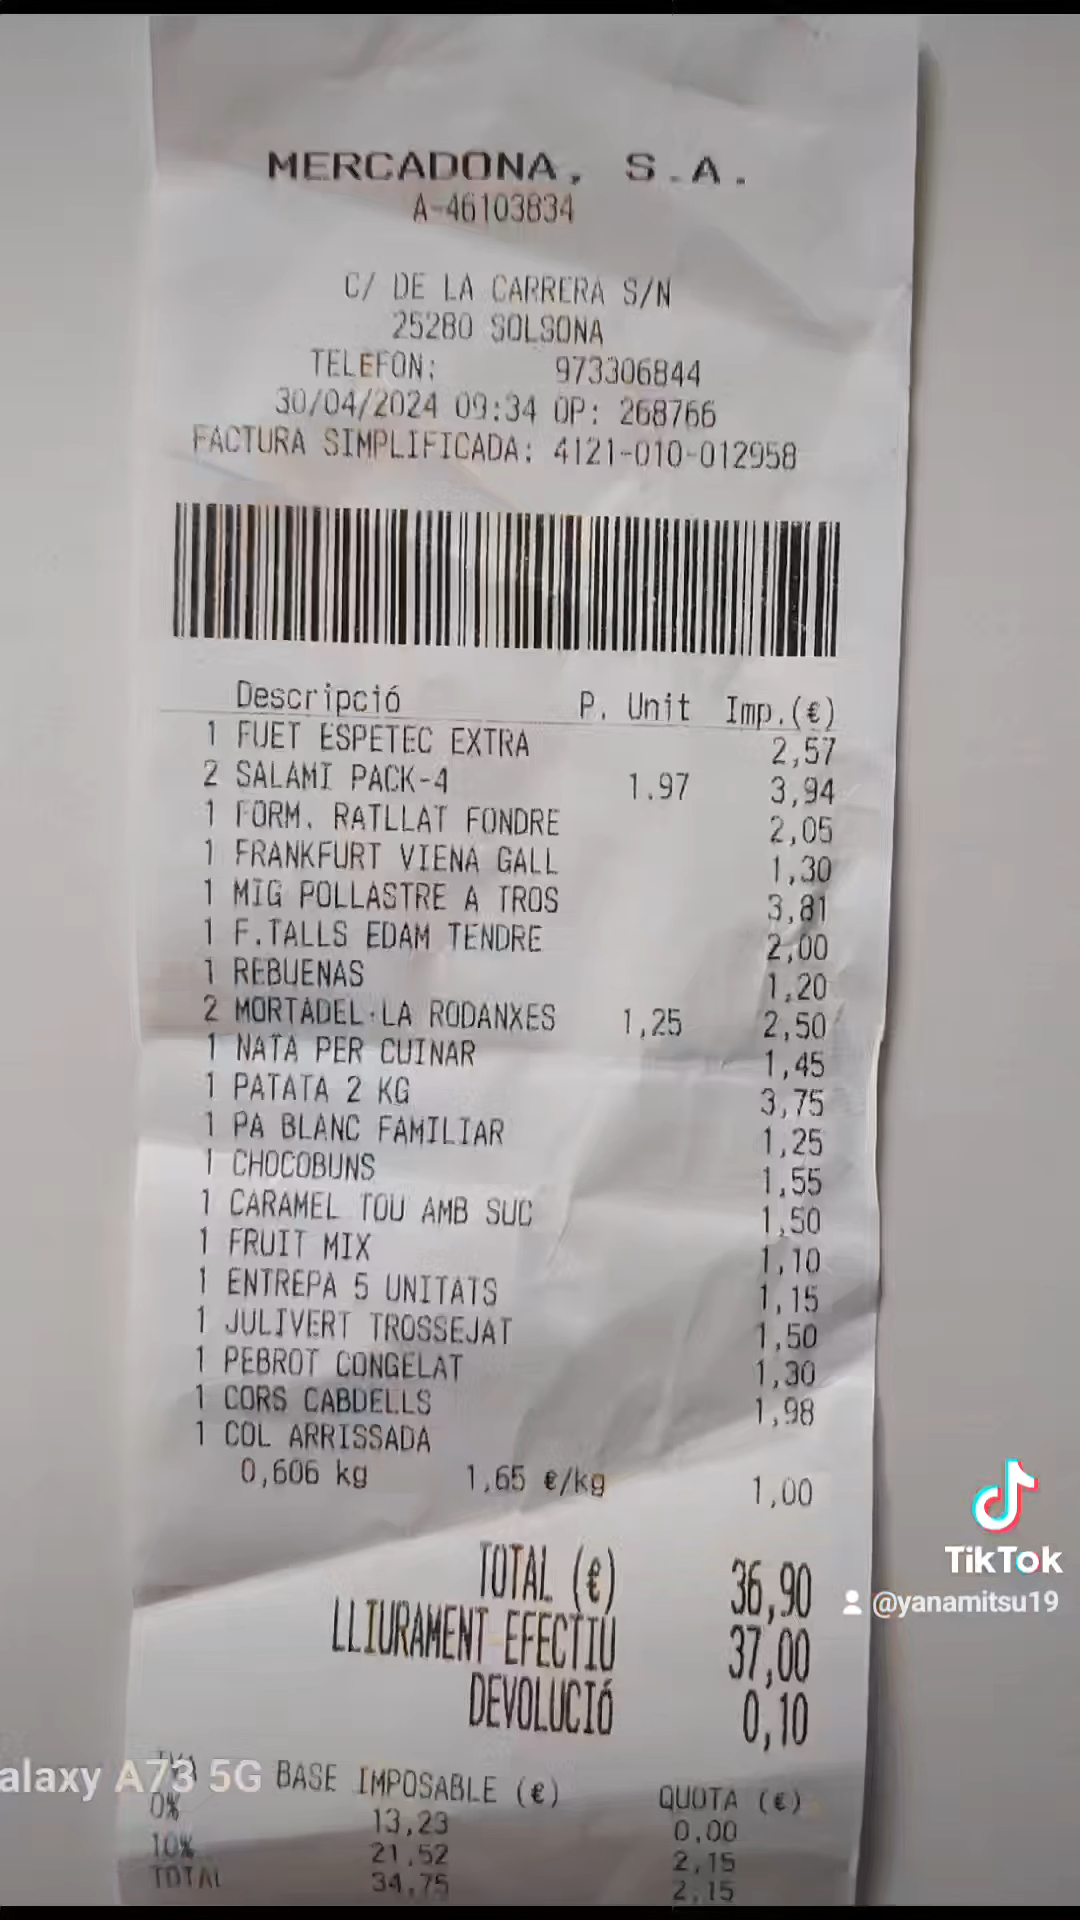 MERCADONA, S.A.
A-46103834
C/ DE LA CARRERA S/N
25280 SOLSONA
TELEFON: 973306844
30/04/2024 09:34 OP: 268766
FACTURA SIMPLIFICADA: 4121-010-012958
Descripció P. Unit Imp.(€)
1 FUET ESPETEC EXTRA 2,57
2 SALAMI PACK-4 1.97 3,94
1 FORM. RATLLAT FONDRE 2,05
1 FRANKFURT VIENA GALL 1,30
1 MIG POLLASTRE A TROS 3,81
1 F.TALLS EDAM TENDRE 2,00
1 REBUENAS 1,20
2 MORTADEL·LA RODANXES 1,25 2,50
1 NATA PER CUINAR 1,45
1 PATATA 2 KG 3,75
1 PA BLANC FAMILIAR 1,25
1 CHOCOBUNS 1,55
1 CARAMEL TOU AMB SUC 1,50
1 FRUIT MIX 1,10
1 ENTREPA 5 UNITATS 1,15
1 JULIVERT TROSSEJAT 1,50
1 PEBROT CONGELAT 1,30
1 CORS CABDELLS 1,98
1 COL ARRISSADA
0,606 kg 1,65 €/kg 1,00
TOTAL (€) 36,90
LLIURAMENT EFECTIU 37,00
DEVOLUCIÓ 0,10
TikTok
@yanamitsu19
alaxy A73 5G
IVA BASE IMPOSABLE (€) QUOTA (€)
0% 13,23 0,00
10% 21,52 2,15
TOTAL 34,75 2,15